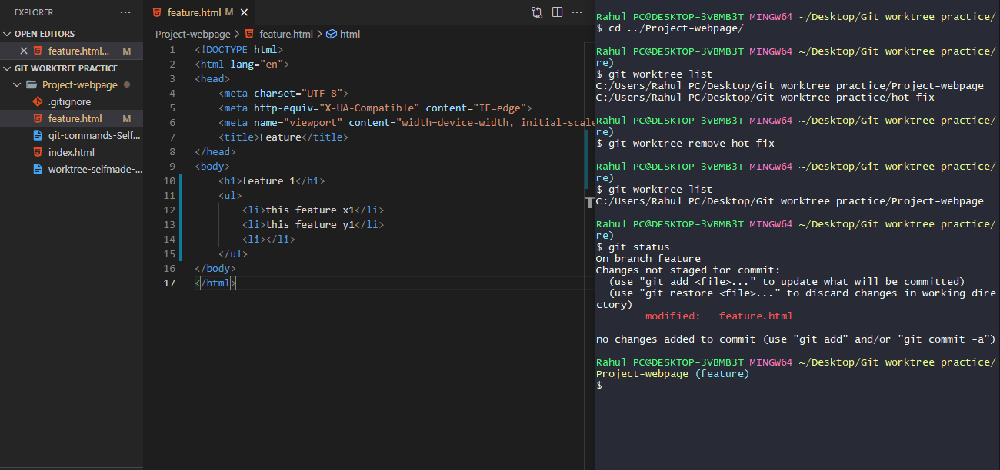 EXPLORER
OPEN EDITORS
feature.html... M
GIT WORKTREE PRACTICE
Project-webpage
.gitignore
feature.html M
git-commands-Self...
index.html
worktree-selfmade-...
feature.html M
Project-webpage > feature.html > html
1 <!DOCTYPE html>
2 <html lang="en">
3 <head>
4 <meta charset="UTF-8">
5 <meta http-equiv="X-UA-Compatible" content="IE=edge">
6 <meta name="viewport" content="width=device-width, initial-scale
7 <title>Feature</title>
8 </head>
9 <body>
10 <h1>feature 1</h1>
11 <ul>
12 <li>this feature x1</li>
13 <li>this feature y1</li>
14 <li></li>
15 </ul>
16 </body>
17 </html>
Rahul PC@DESKTOP-3VBMB3T MINGW64 ~/Desktop/Git worktree practice/
$ cd ../Project-webpage/
Rahul PC@DESKTOP-3VBMB3T MINGW64 ~/Desktop/Git worktree practice/
re)
$ git worktree list
C:/Users/Rahul PC/Desktop/Git worktree practice/Project-webpage
C:/Users/Rahul PC/Desktop/Git worktree practice/hot-fix
Rahul PC@DESKTOP-3VBMB3T MINGW64 ~/Desktop/Git worktree practice/
re)
$ git worktree remove hot-fix
Rahul PC@DESKTOP-3VBMB3T MINGW64 ~/Desktop/Git worktree practice/
re)
$ git worktree list
C:/Users/Rahul PC/Desktop/Git worktree practice/Project-webpage
Rahul PC@DESKTOP-3VBMB3T MINGW64 ~/Desktop/Git worktree practice/
re)
$ git status
On branch feature
Changes not staged for commit:
(use "git add <file>..." to update what will be committed)
(use "git restore <file>..." to discard changes in working dire
ctory)
modified: feature.html
no changes added to commit (use "git add" and/or "git commit -a")
Rahul PC@DESKTOP-3VBMB3T MINGW64 ~/Desktop/Git worktree practice/
Project-webpage (feature)
$